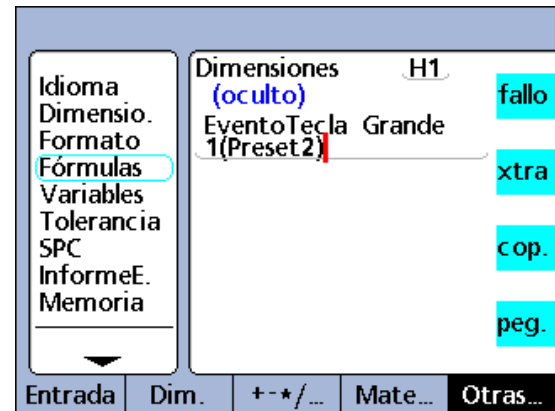 Idioma
Dimensio.
Formato
Fórmulas
Variables
Tolerancia
SPC
InformeE.
Memoria
Dimensiones H1
(oculto)
EventoTecla Grande
1(Preset2)
fallo
xtra
cop.
peg.
Entrada Dim. +-*/... Mate... Otras...